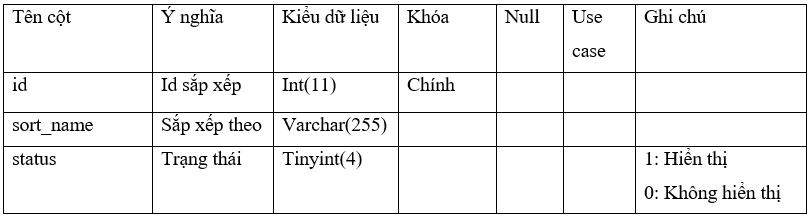 Tên cột Ý nghĩa Kiểu dữ liệu Khóa Null Use case Ghi chú
id Id sắp xếp Int(11) Chính
sort_name Sắp xếp theo Varchar(255)
status Trạng thái Tinyint(4) 1: Hiển thị
0: Không hiển thị